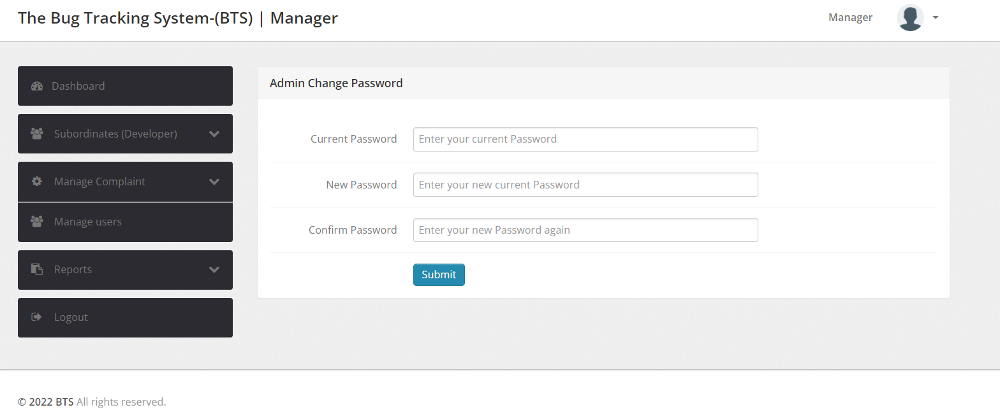 The Bug Tracking System-(BTS) | Manager
Manager
Dashboard
Subordinates (Developer)
Manage Complaint
Manage users
Reports
Logout
Admin Change Password
Current Password
Enter your current Password
New Password
Enter your new current Password
Confirm Password
Enter your new Password again
Submit
© 2022 BTS All rights reserved.